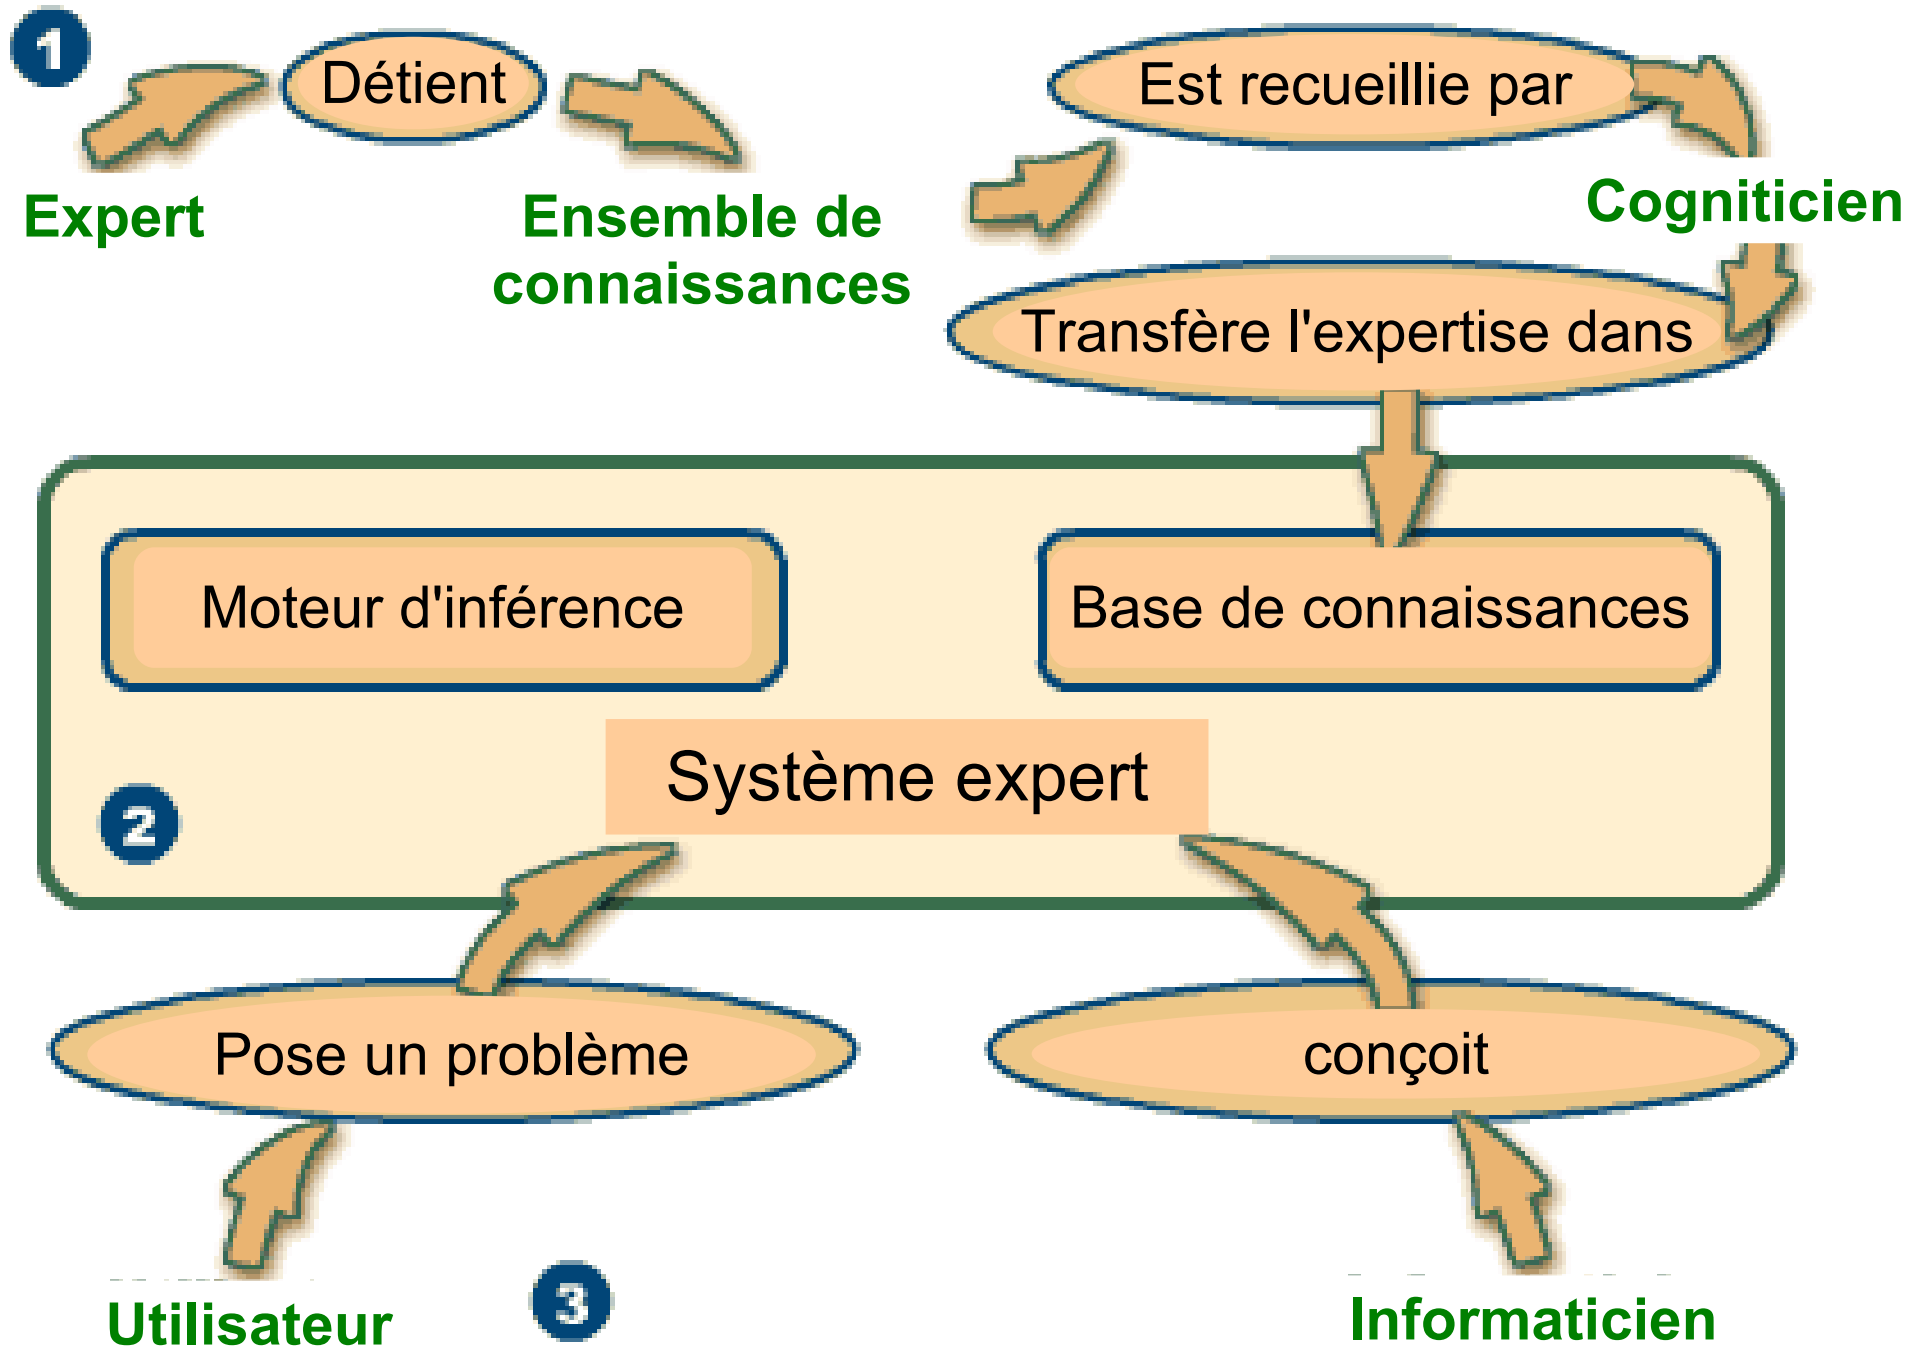 1
Détient
Est recueillie par
Expert
Ensemble de
connaissances
Cogniticien
Transfère l'expertise dans
Moteur d'inférence
Base de connaissances
Système expert
2
Pose un problème
conçoit
Utilisateur
3
Informaticien